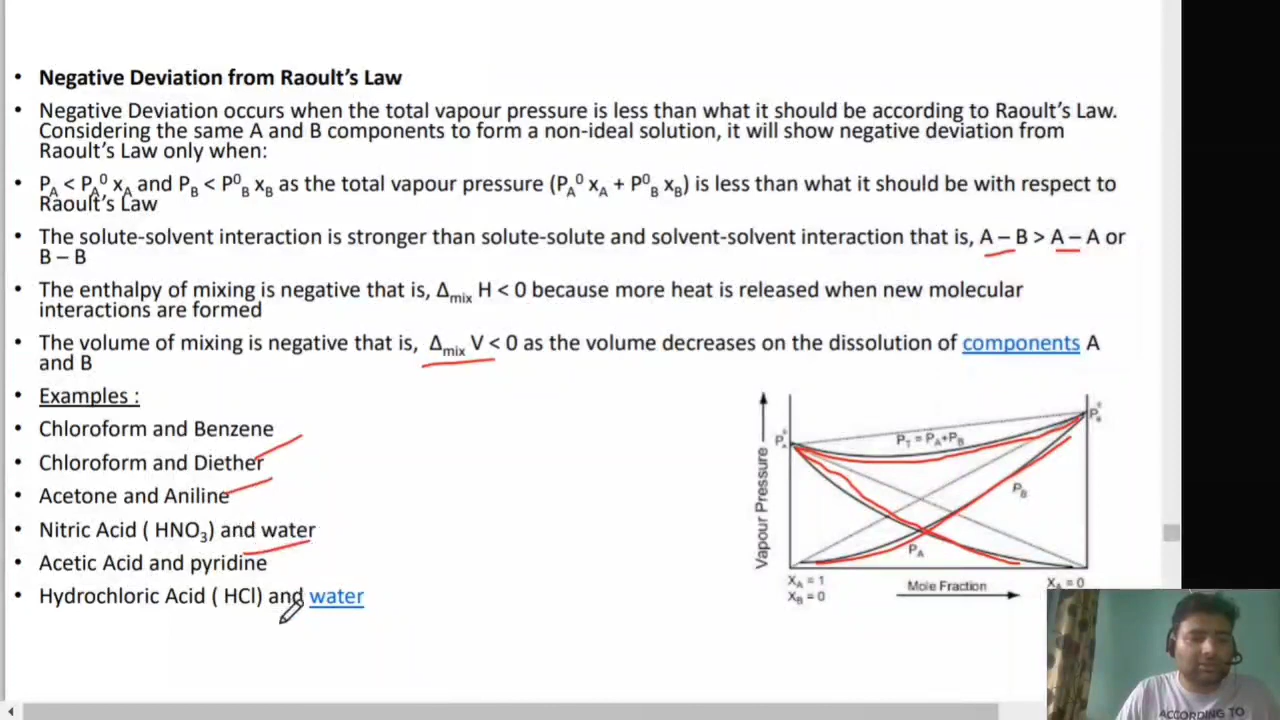 • Negative Deviation from Raoult's Law
• Negative Deviation occurs when the total vapour pressure is less than what it should be according to Raoult's Law.
Considering the same A and B components to form a non-ideal solution, it will show negative deviation from
Raoult's Law only when:
• P_A < P_A^0 x_A and P_B < P^0_B x_B as the total vapour pressure (P_A^0 x_A + P^0_B x_B) is less than what it should be with respect to
Raoult's Law
• The solute-solvent interaction is stronger than solute-solute and solvent-solvent interaction that is, A – B > A – A or
B – B
• The enthalpy of mixing is negative that is, Δ_mix H < 0 because more heat is released when new molecular
interactions are formed
• The volume of mixing is negative that is, Δ_mix V < 0 as the volume decreases on the dissolution of components A
and B
• Examples :
• Chloroform and Benzene
• Chloroform and Diether
• Acetone and Aniline
• Nitric Acid ( HNO₃) and water
• Acetic Acid and pyridine
• Hydrochloric Acid ( HCl) and water
Vapour Pressure
P_T = P_A+P_B
P_B
P_A
X_A = 1
X_B = 0
Mole Fraction
X_A = 0
ACCORDING TO